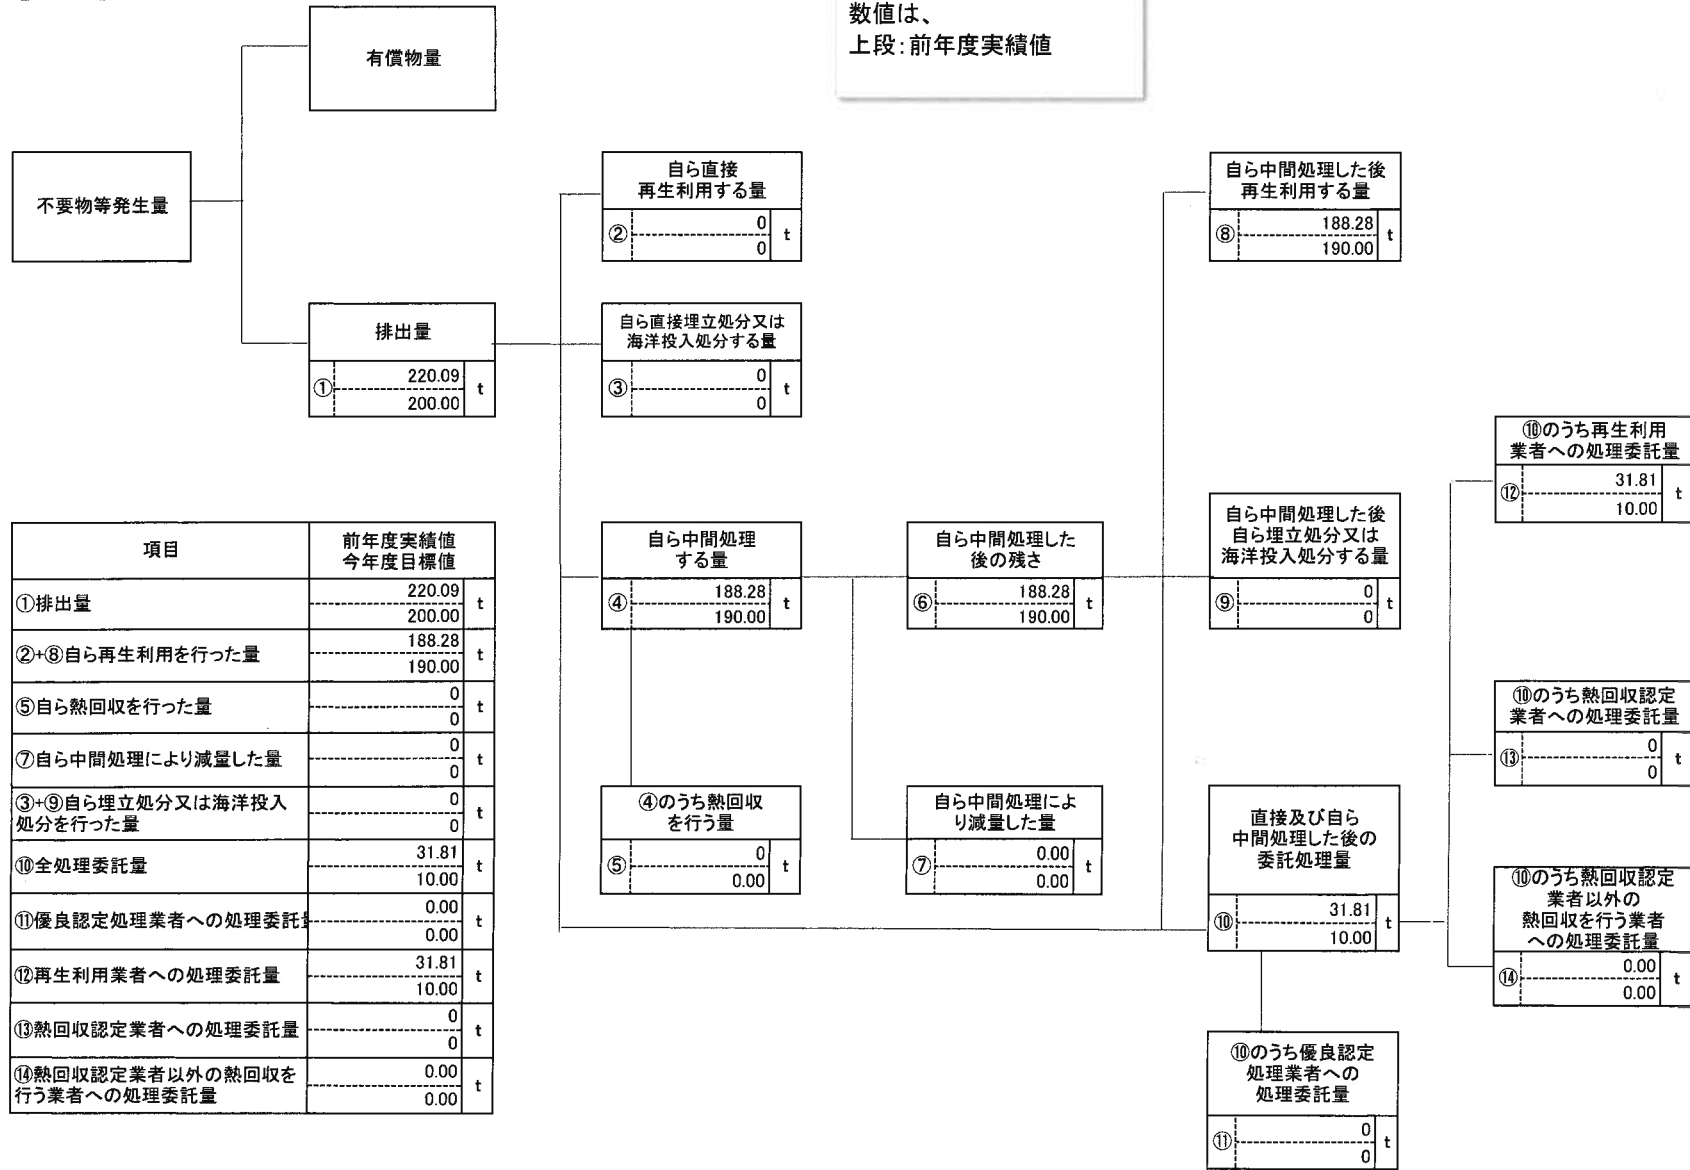 数値は、
上段：前年度実績値
有償物量
不要物等発生量
自ら直接
再生利用する量
②
0
0
t
自ら中間処理した後
再生利用する量
⑧
188.28
190.00
t
排出量
①
220.09
200.00
t
自ら直接埋立処分又は
海洋投入処分する量
③
0
0
t
⑩のうち再生利用
業者への処理委託量
⑫
31.81
10.00
t
自ら中間処理
する量
④
188.28
190.00
t
自ら中間処理した
後の残さ
⑥
188.28
190.00
t
自ら中間処理した後
自ら埋立処分又は
海洋投入処分する量
⑨
0
0
t
⑩のうち熱回収認定
業者への処理委託量
⑬
0
0
t
④のうち熱回収
を行う量
⑤
0
0.00
t
自ら中間処理によ
り減量した量
⑦
0.00
0.00
t
直接及び自ら
中間処理した後の
委託処理量
⑩
31.81
10.00
t
⑩のうち熱回収認定
業者以外の
熱回収を行う業者
への処理委託量
⑭
0.00
0.00
t
⑩のうち優良認定
処理業者への
処理委託量
⑪
0
0
t
項目
前年度実績値
今年度目標値
①排出量
220.09
200.00
t
②+⑧自ら再生利用を行った量
188.28
190.00
t
⑤自ら熱回収を行った量
0
0
t
⑦自ら中間処理により減量した量
0
0
t
③+⑨自ら埋立処分又は海洋投入
処分を行った量
0
0
t
⑩全処理委託量
31.81
10.00
t
⑪優良認定処理業者への処理委託
0.00
0.00
t
⑫再生利用業者への処理委託量
31.81
10.00
t
⑬熱回収認定業者への処理委託量
0
0
t
⑭熱回収認定業者以外の熱回収を
行う業者への処理委託量
0.00
0.00
t